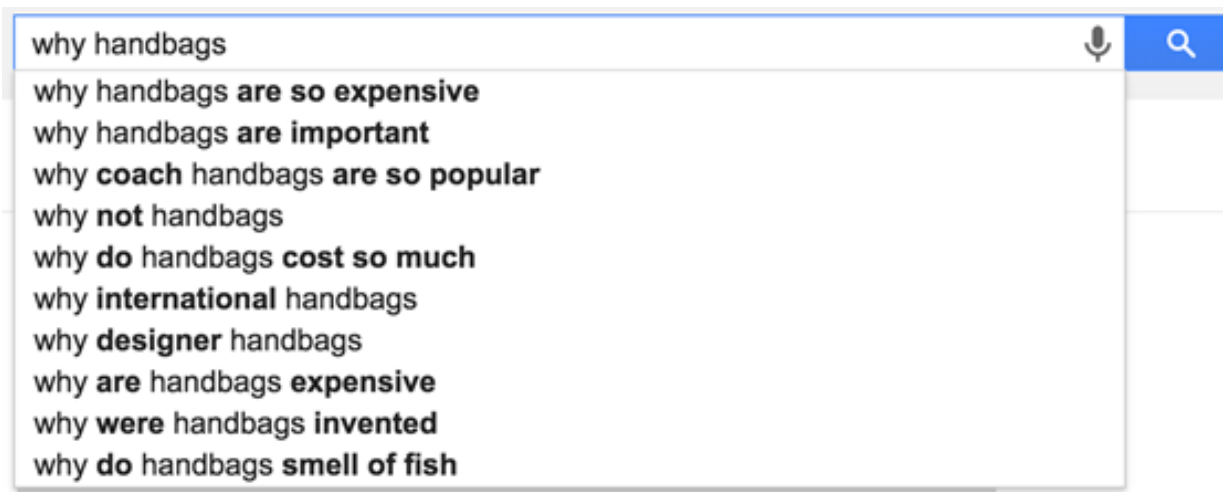 why handbags
why handbags are so expensive
why handbags are important
why coach handbags are so popular
why not handbags
why do handbags cost so much
why international handbags
why designer handbags
why are handbags expensive
why were handbags invented
why do handbags smell of fish